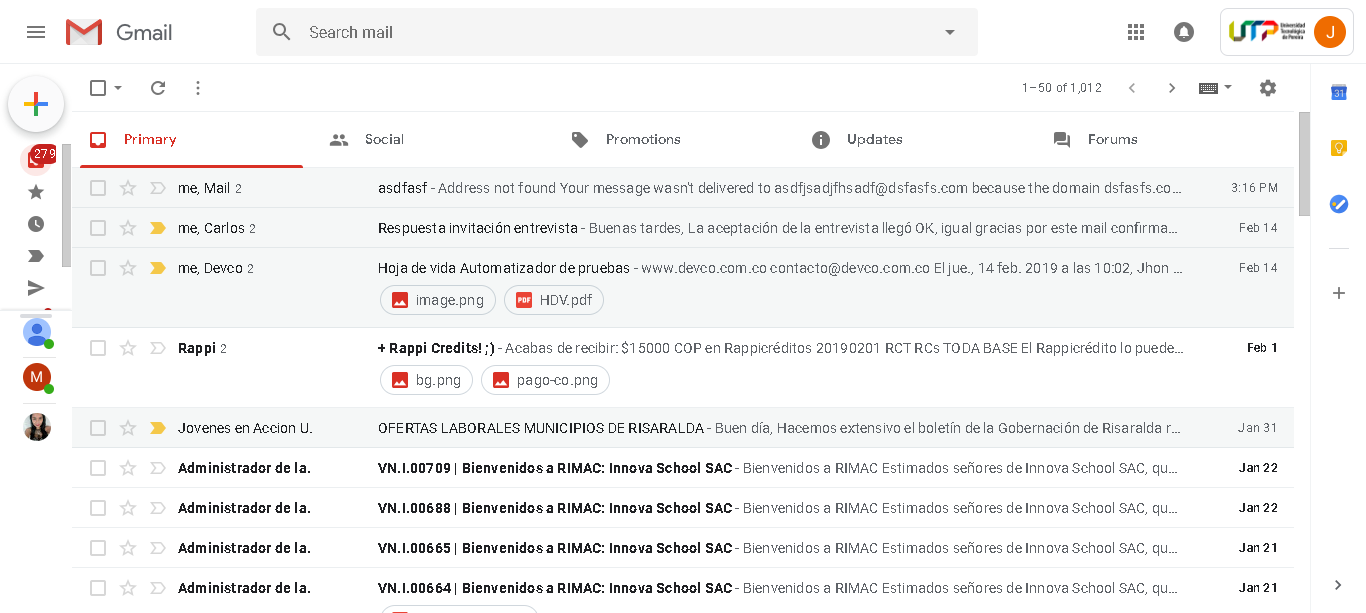 Gmail
Search mail
UTP Universidad Tecnológica de Pereira
J
1–50 of 1,012
31
279
Primary
Social
Promotions
Updates
Forums
me, Mail 2 asdfasf - Address not found Your message wasn't delivered to asdfjsadjfhsadf@dsfasfs.com because the domain dsfasfs.co... 3:16 PM
me, Carlos 2 Respuesta invitación entrevista - Buenas tardes, La aceptación de la entrevista llegó OK, igual gracias por este mail confirma... Feb 14
me, Devco 2 Hoja de vida Automatizador de pruebas - www.devco.com.co contacto@devco.com.co El jue., 14 feb. 2019 a las 10:02, Jhon ... Feb 14
image.png PDF HDV.pdf
Rappi 2 + Rappi Credits! ;) - Acabas de recibir: $15000 COP en Rappicréditos 20190201 RCT RCs TODA BASE El Rappicrédito lo puede... Feb 1
M
bg.png pago-co.png
Jovenes en Accion U. OFERTAS LABORALES MUNICIPIOS DE RISARALDA - Buen día, Hacemos extensivo el boletín de la Gobernación de Risaralda r... Jan 31
Administrador de la. VN.I.00709 | Bienvenidos a RIMAC: Innova School SAC - Bienvenidos a RIMAC Estimados señores de Innova School SAC, qu... Jan 22
Administrador de la. VN.I.00688 | Bienvenidos a RIMAC: Innova School SAC - Bienvenidos a RIMAC Estimados señores de Innova School SAC, qu... Jan 22
Administrador de la. VN.I.00665 | Bienvenidos a RIMAC: Innova School SAC - Bienvenidos a RIMAC Estimados señores de Innova School SAC, qu... Jan 21
Administrador de la. VN.I.00664 | Bienvenidos a RIMAC: Innova School SAC - Bienvenidos a RIMAC Estimados señores de Innova School SAC, qu... Jan 21